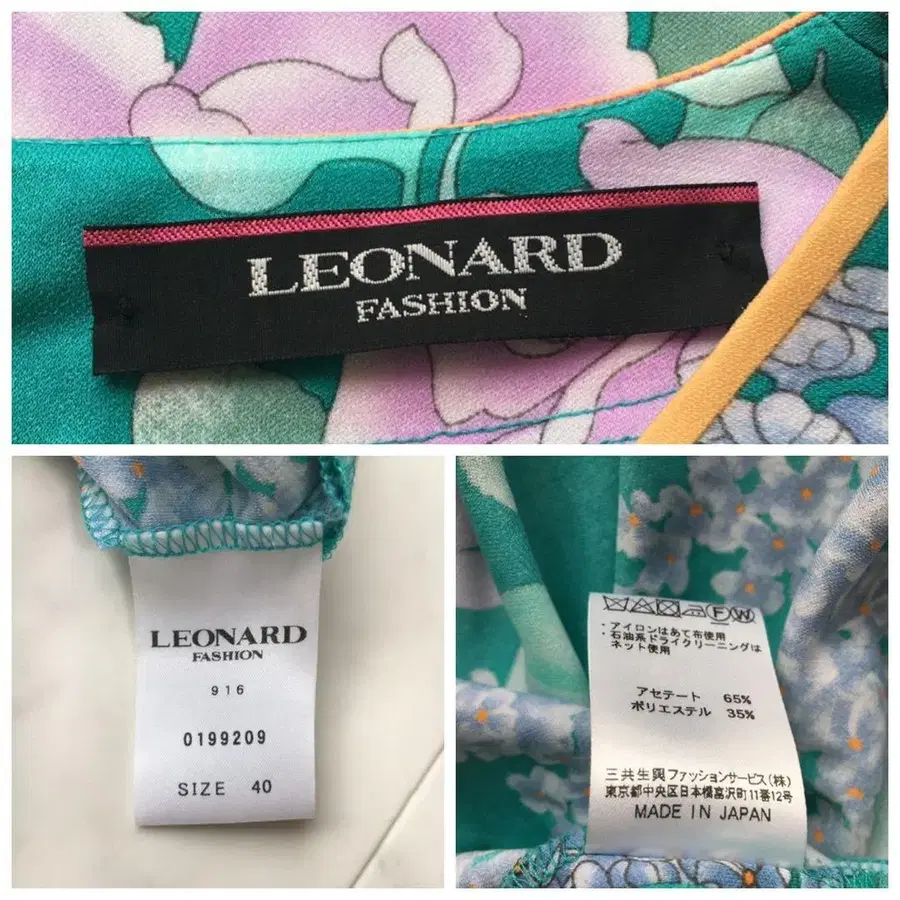 LEONARD
FASHION
LEONARD
FASHION
916
0199209
SIZE 40
・アイロンはあて布使用
・石油系ドライクリーニングは
ネット使用
アセテート 65%
ポリエステル 35%
三共生興ファッションサービス(株)
東京都中央区日本橋富沢町11番12号
MADE IN JAPAN